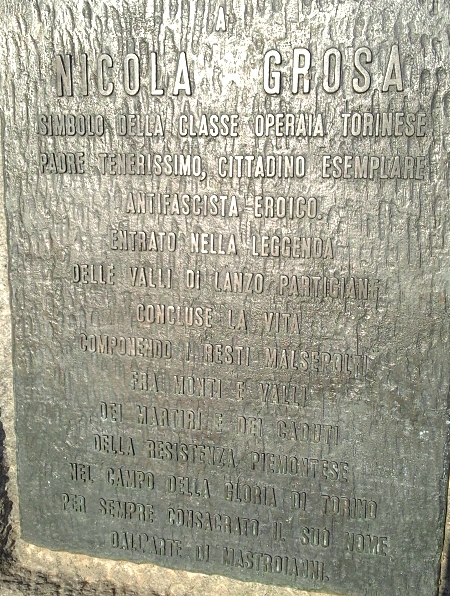 A
NICOLA GROSA
SIMBOLO DELLA CLASSE OPERAIA TORINESE
PADRE TENERISSIMO, CITTADINO ESEMPLARE
ANTIFASCISTA EROICO.
ENTRATO NELLA LEGGENDA
DELLE VALLI DI LANZO PARTIGIANE
CONCLUSE LA VITA
COMPONENDO I RESTI MALSEPOLTI
FRA MONTI E VALLI
DEI MARTIRI E DEI CADUTI
DELLA RESISTENZA PIEMONTESE
NEL CAMPO DELLA GLORIA DI TORINO
PER SEMPRE CONSACRATO IL SUO NOME
DALL'ARTE DI MASTROIANNI.